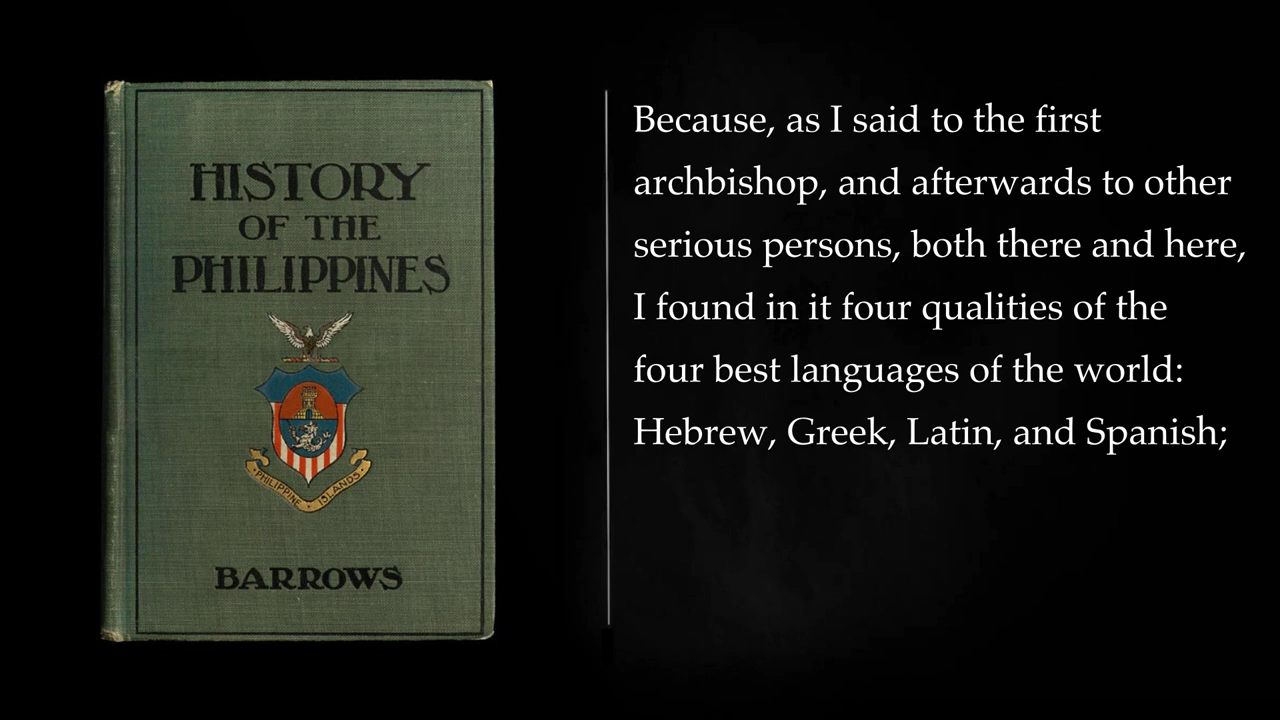 HISTORY
OF THE
PHILIPPINES
PHILIPPINE ISLANDS
BARROWS
Because, as I said to the first
archbishop, and afterwards to other
serious persons, both there and here,
I found in it four qualities of the
four best languages of the world:
Hebrew, Greek, Latin, and Spanish;